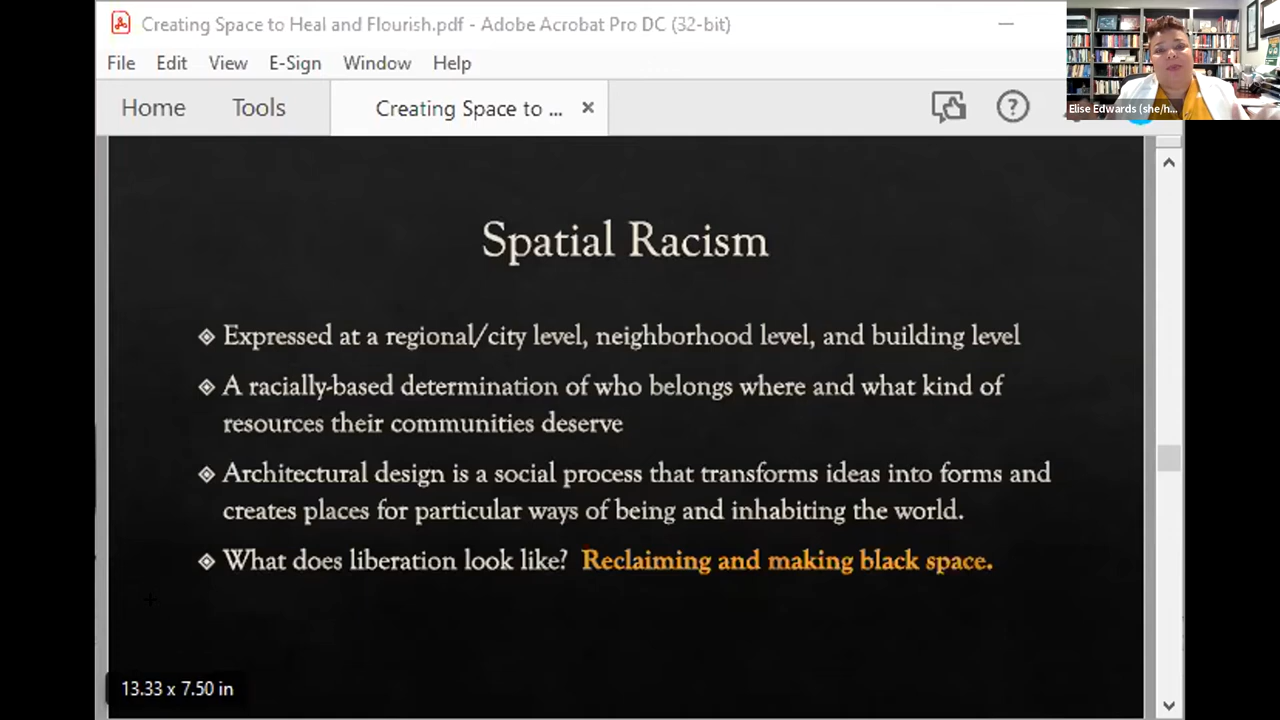 Creating Space to Heal and Flourish.pdf - Adobe Acrobat Pro DC (32-bit)
File Edit View E-Sign Window Help
Home Tools Creating Space to ... ×
Elise Edwards (she/h...
Spatial Racism
Expressed at a regional/city level, neighborhood level, and building level
A racially-based determination of who belongs where and what kind of
resources their communities deserve
Architectural design is a social process that transforms ideas into forms and
creates places for particular ways of being and inhabiting the world.
What does liberation look like? Reclaiming and making black space.
13.33 x 7.50 in